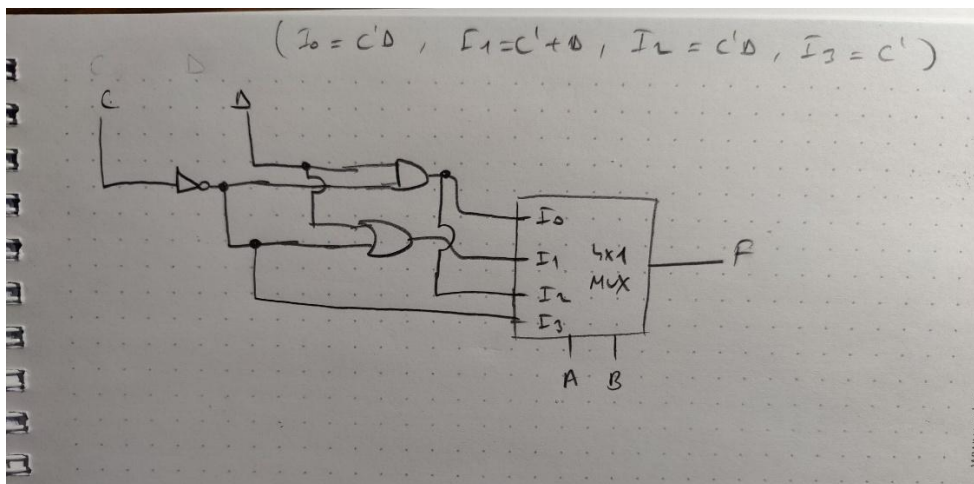 (I₀ = C'D, I₁ = C' + D, I₂ = C'D, I₃ = C')
C D
C D
I₀
I₁ 4x1
MUX
I₂
I₃
F
A B